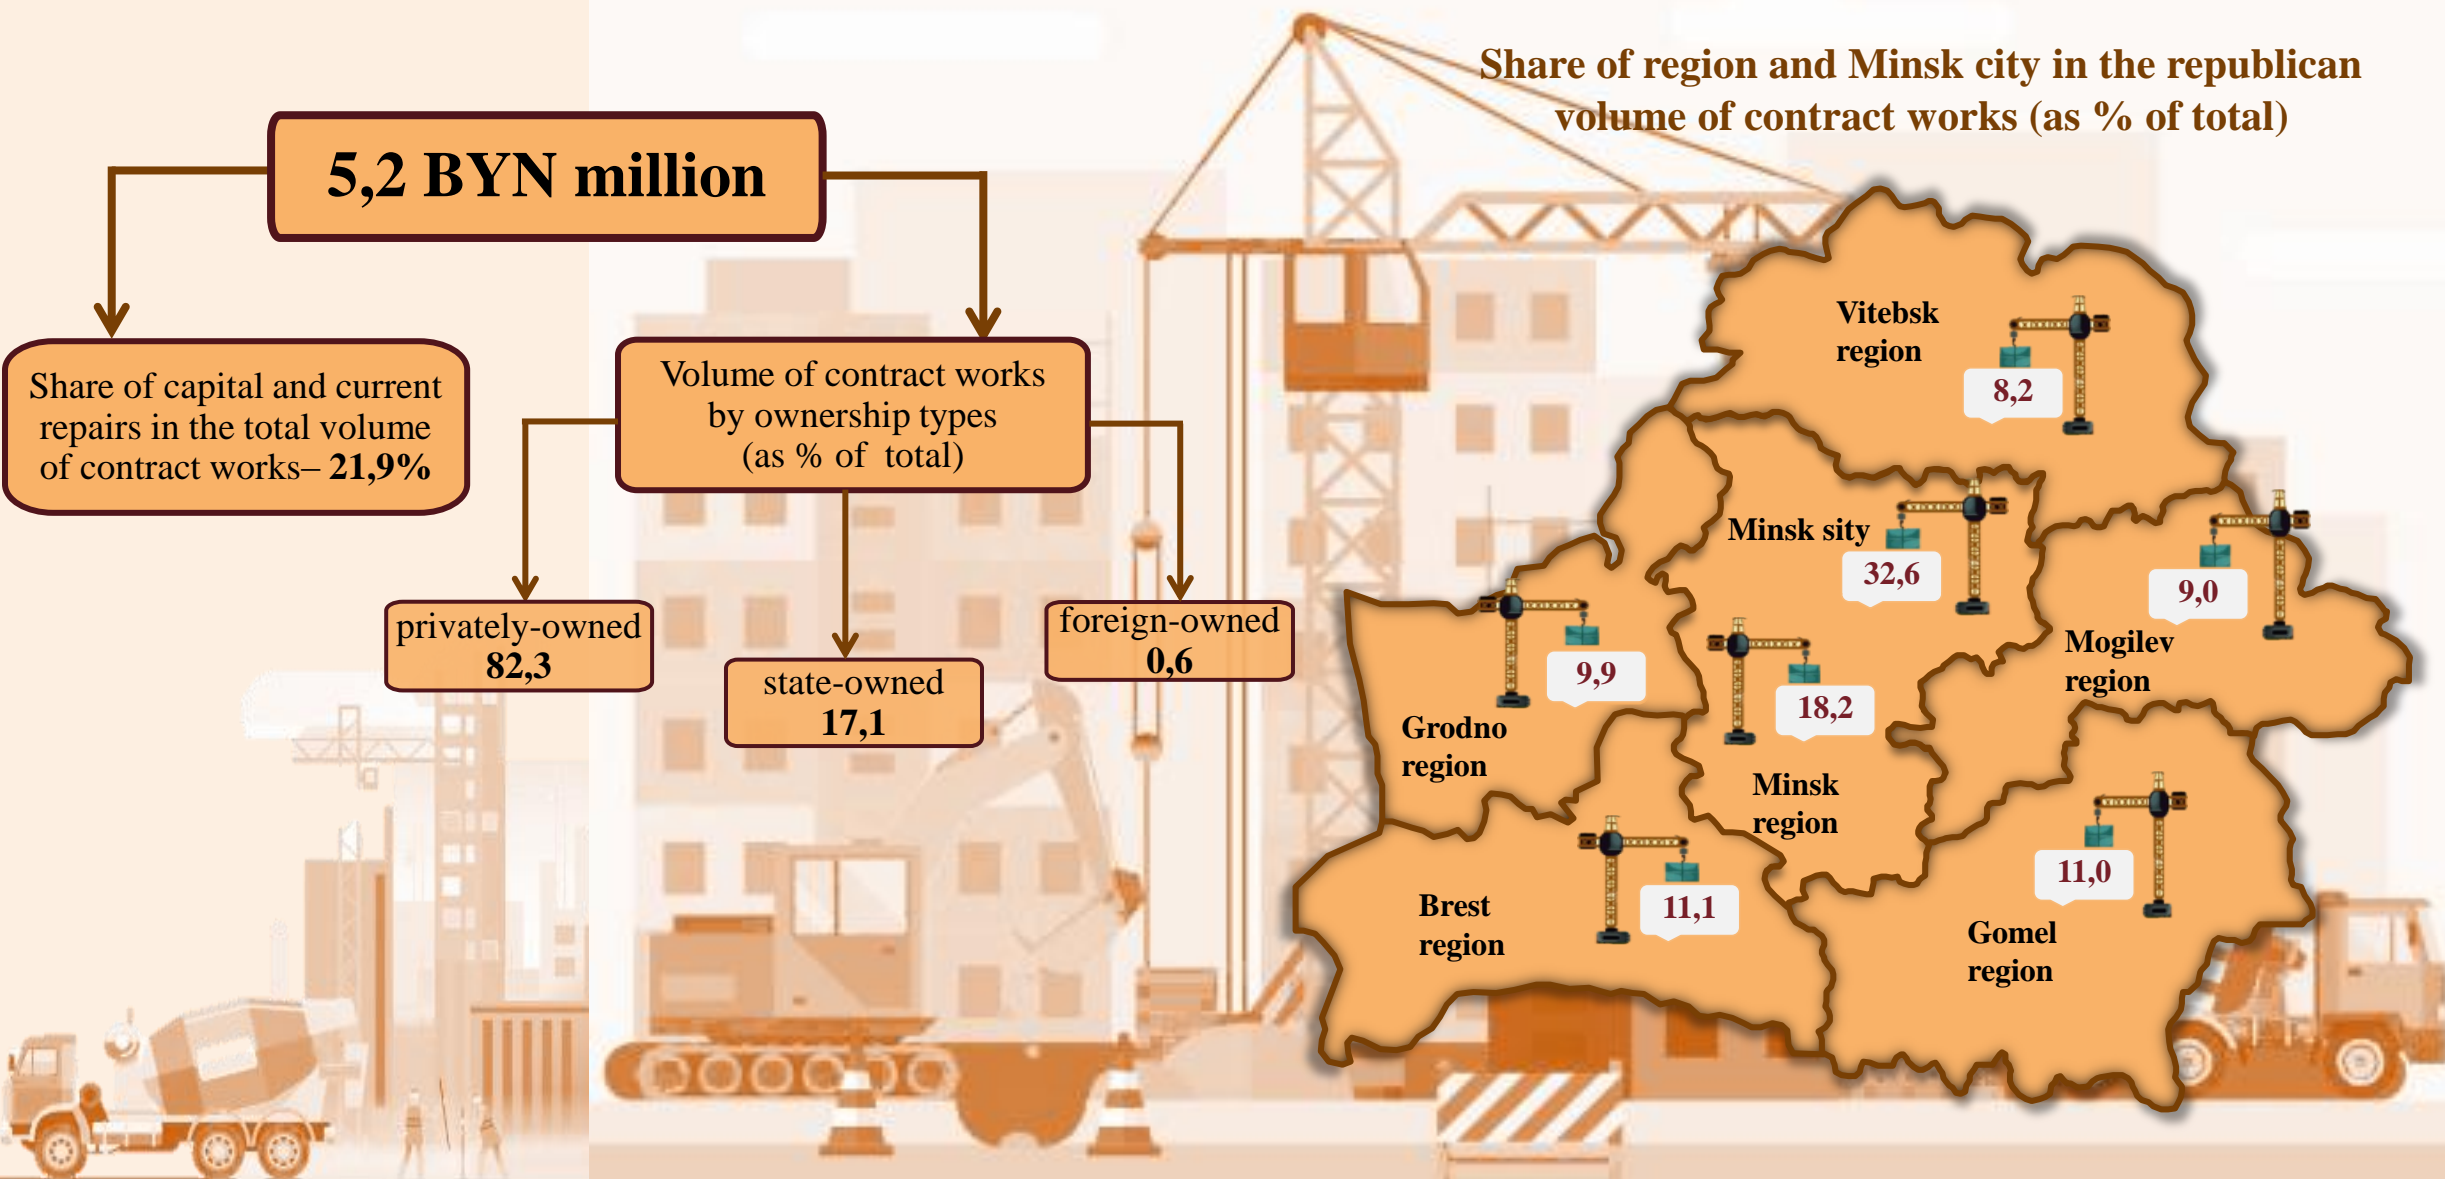 Share of region and Minsk city in the republican
volume of contract works (as % of total)
5,2 BYN million
Share of capital and current
repairs in the total volume
of contract works– 21,9%
Volume of contract works
by ownership types
(as % of total)
privately-owned
82,3
state-owned
17,1
foreign-owned
0,6
Vitebsk
region
8,2
Minsk sity
32,6
9,0
Mogilev
region
9,9
Grodno
region
18,2
Minsk
region
11,1
Brest
region
11,0
Gomel
region